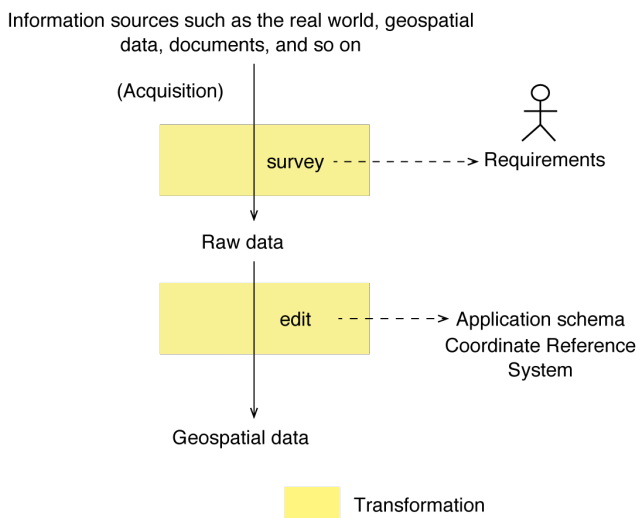 Information sources such as the real world, geospatial
data, documents, and so on
(Acquisition)
survey
Requirements
Raw data
edit
Application schema
Coordinate Reference
System
Geospatial data
Transformation